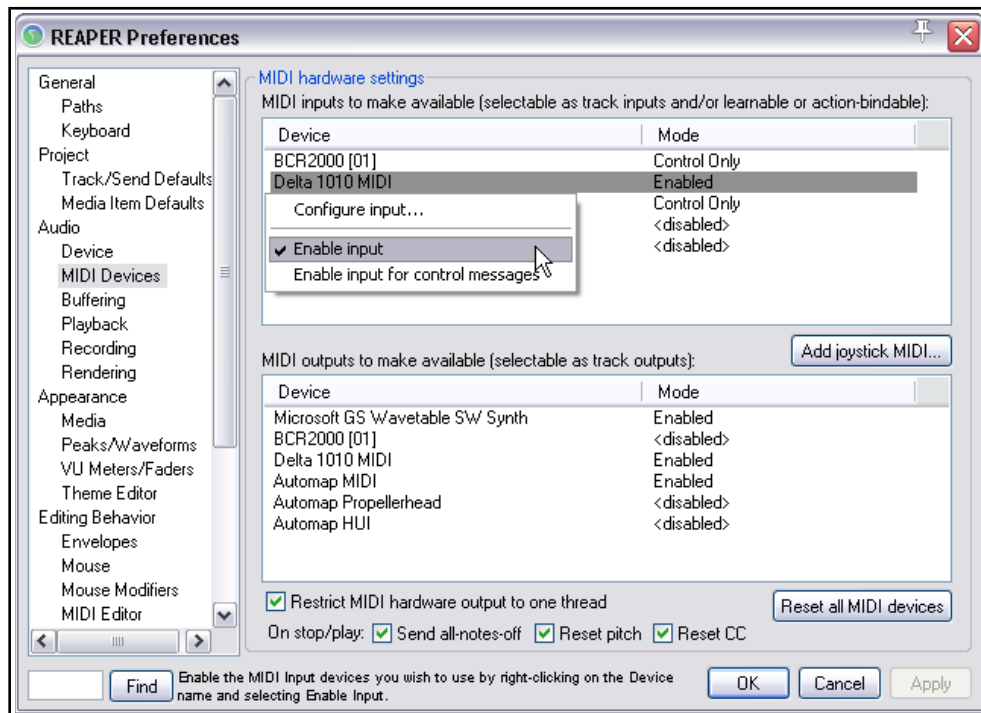 REAPER Preferences
General
Paths
Keyboard
Project
Track/Send Defaults
Media Item Defaults
Audio
Device
MIDI Devices
Buffering
Playback
Recording
Rendering
Appearance
Media
Peaks/Waveforms
VU Meters/Faders
Theme Editor
Editing Behavior
Envelopes
Mouse
Mouse Modifiers
MIDI Editor
MIDI hardware settings
MIDI inputs to make available (selectable as track inputs and/or learnable or action-bindable):
Device Mode
BCR2000 [01] Control Only
Delta 1010 MIDI Enabled
Control Only
<disabled>
<disabled>
Configure input...
Enable input
Enable input for control messages
Add joystick MIDI...
MIDI outputs to make available (selectable as track outputs):
Device Mode
Microsoft GS Wavetable SW Synth Enabled
BCR2000 [01] <disabled>
Delta 1010 MIDI Enabled
Automap MIDI Enabled
Automap Propellerhead <disabled>
Automap HUI <disabled>
Restrict MIDI hardware output to one thread
Reset all MIDI devices
On stop/play: Send all-notes-off Reset pitch Reset CC
Find
Enable the MIDI Input devices you wish to use by right-clicking on the Device
name and selecting Enable Input.
OK Cancel Apply